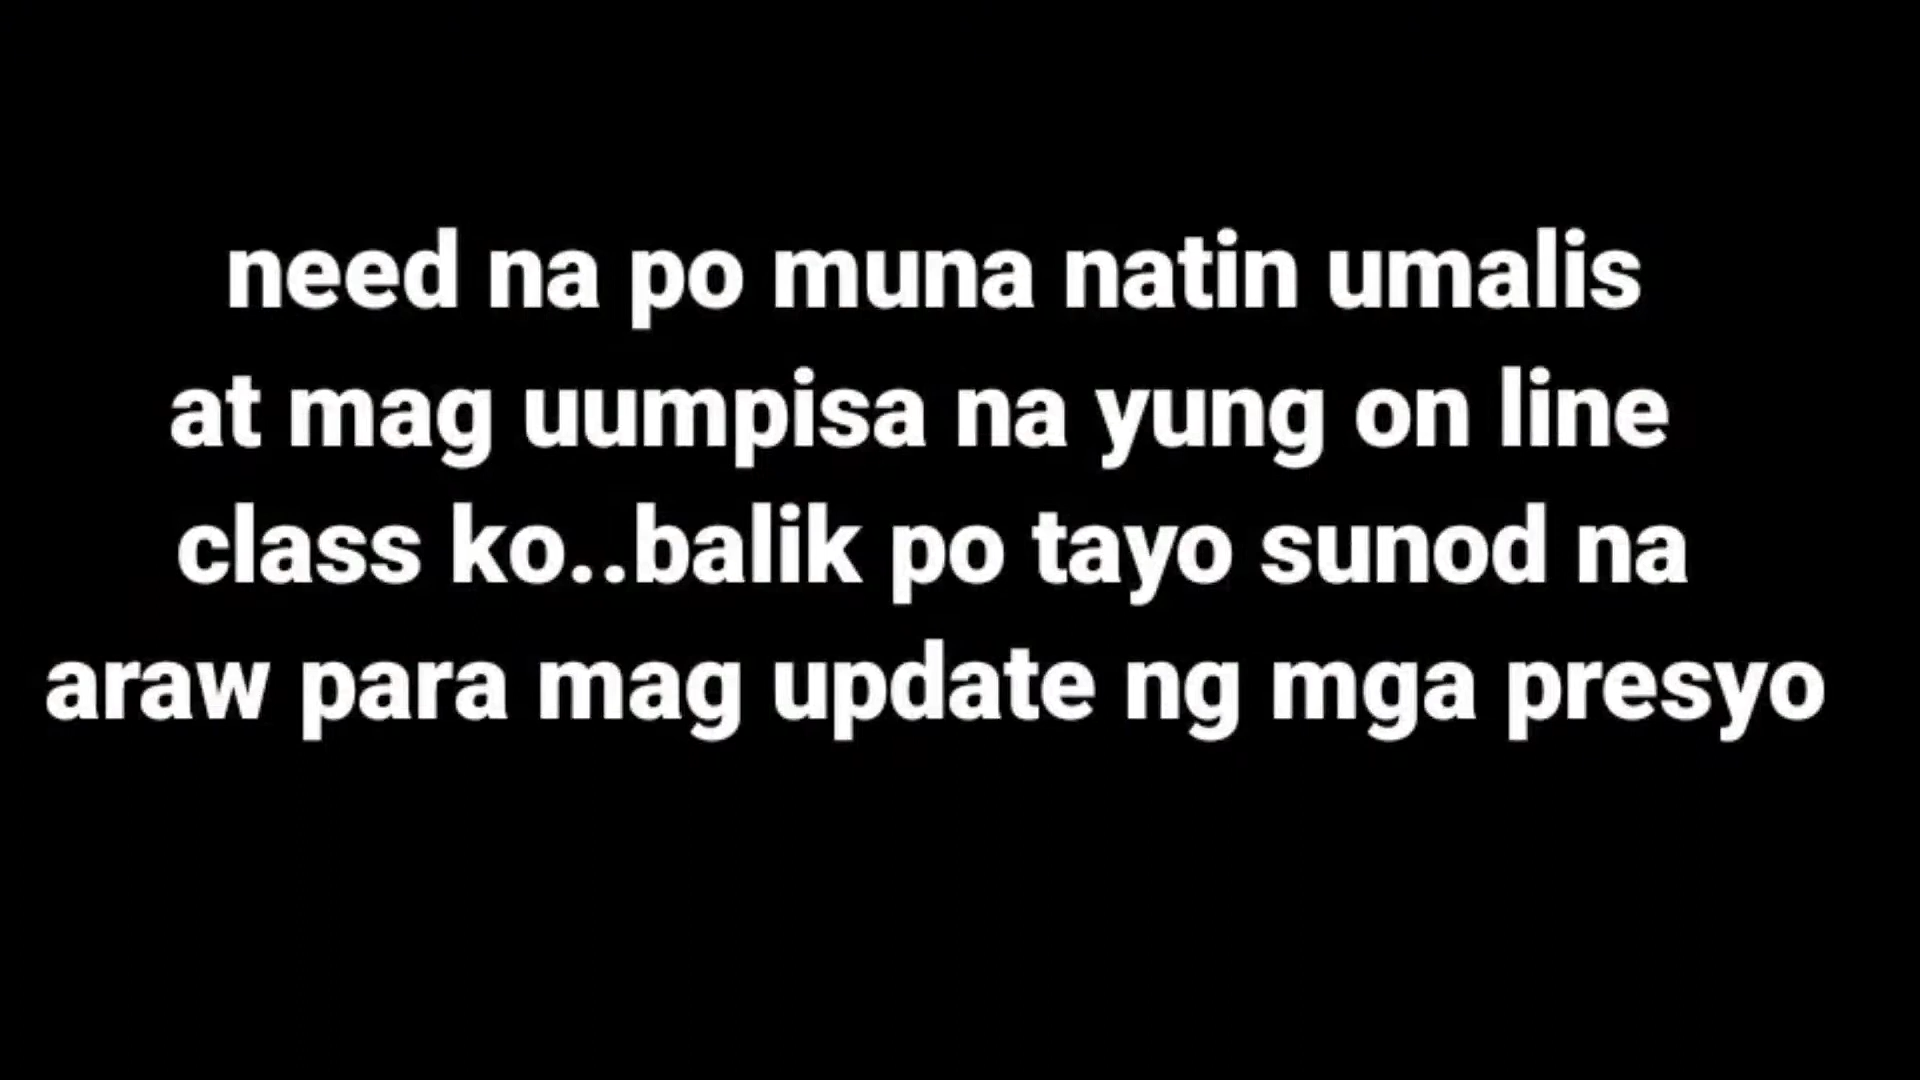 need na po muna natin umalis
at mag uumpisa na yung on line
class ko..balik po tayo sunod na
araw para mag update ng mga presyo